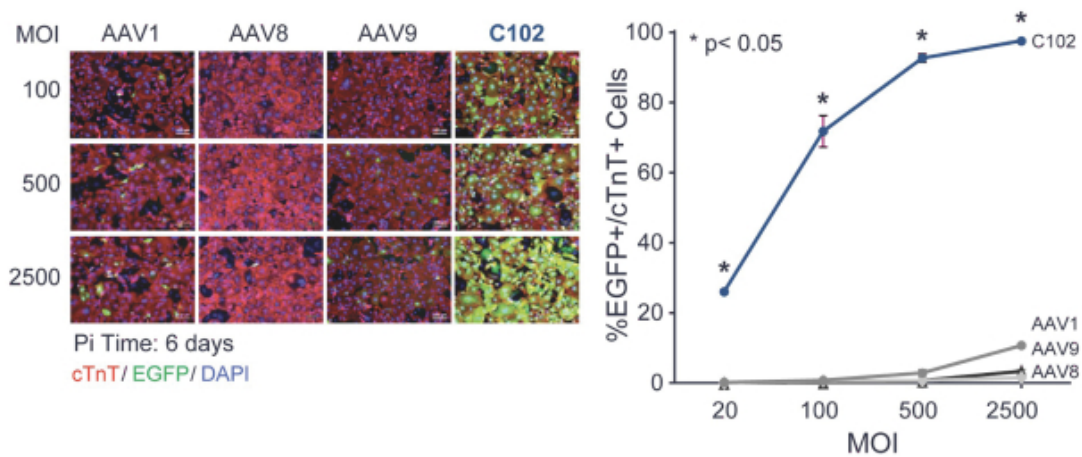 MOI AAV1 AAV8 AAV9 C102
100
500
2500
Pi Time: 6 days
cTnT/ EGFP/ DAPI
%EGFP+/cTnT+ Cells
100
80
60
40
20
0
* p< 0.05
*
*
*
*
C102
AAV1
AAV9
AAV8
20 100 500 2500
MOI